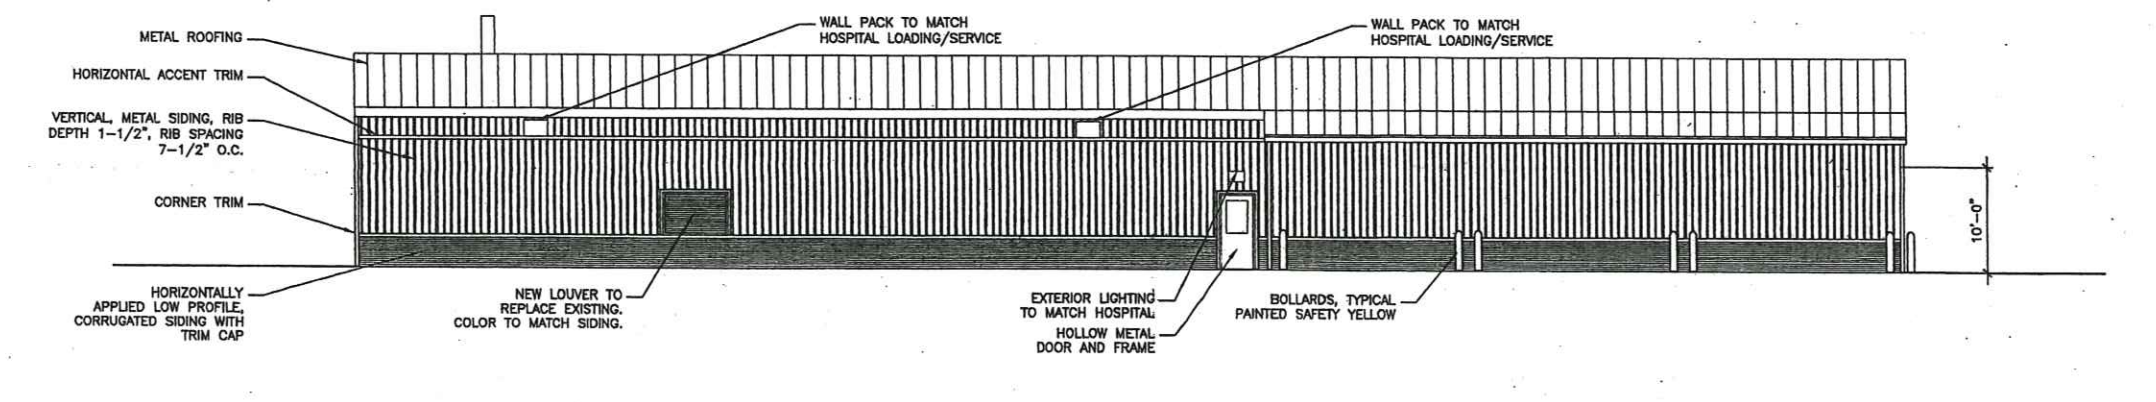 METAL ROOFING
HORIZONTAL ACCENT TRIM
VERTICAL, METAL SIDING, RIB
DEPTH 1-1/2", RIB SPACING
7-1/2" O.C.
CORNER TRIM
HORIZONTALLY
APPLIED LOW PROFILE,
CORRUGATED SIDING WITH
TRIM CAP
WALL PACK TO MATCH
HOSPITAL LOADING/SERVICE
NEW LOUVER TO
REPLACE EXISTING.
COLOR TO MATCH SIDING.
EXTERIOR LIGHTING
TO MATCH HOSPITAL
HOLLOW METAL
DOOR AND FRAME
WALL PACK TO MATCH
HOSPITAL LOADING/SERVICE
BOLLARDS, TYPICAL
PAINTED SAFETY YELLOW
10'-0"